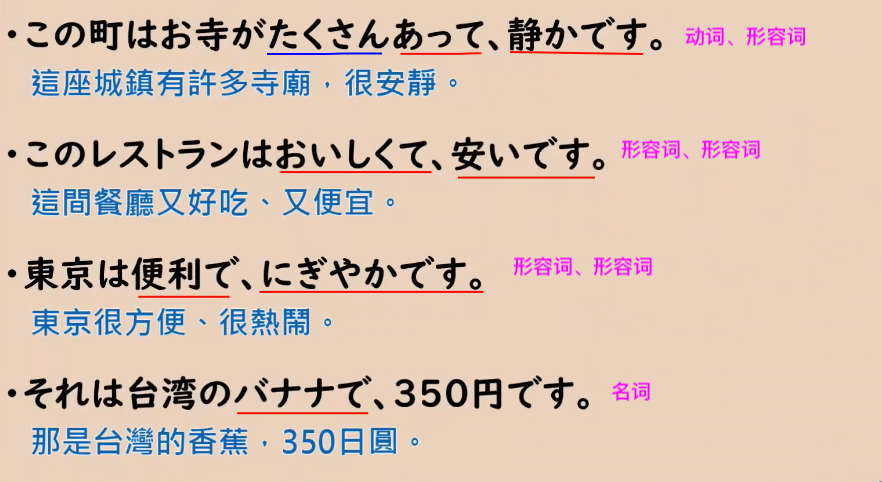 ・この町はお寺がたくさんあって、静かです。 动词、形容词
這座城鎮有許多寺廟，很安靜。
・このレストランはおいしくて、安いです。 形容词、形容词
這間餐廳又好吃、又便宜。
・東京は便利で、にぎやかです。 形容词、形容词
東京很方便、很熱鬧。
・それは台湾のバナナで、350円です。 名词
那是台灣的香蕉，350日圓。